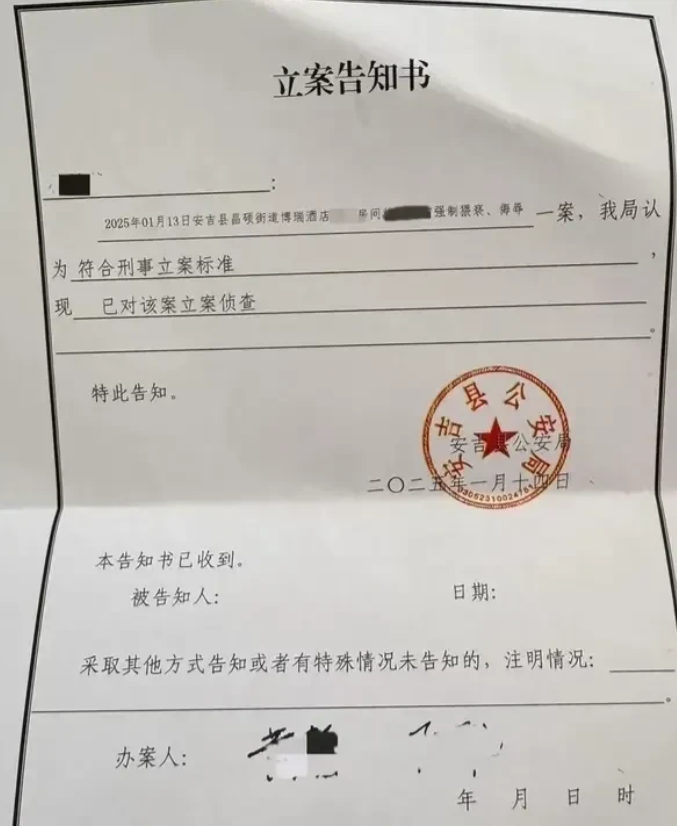 立案告知书
:
2025年01月13日安吉县昌硕街道博瑞酒店 房间 强制猥亵、侮辱 一案，我局认
为 符合刑事立案标准 ，
现 已对该案立案侦查
。
特此告知。
安吉县公安局
安吉县公安局
二〇二五年一月十四日
本告知书已收到。
被告知人: 日期:
采取其他方式告知或者有特殊情况未告知的，注明情况:
。
办案人:
年 月 日 时